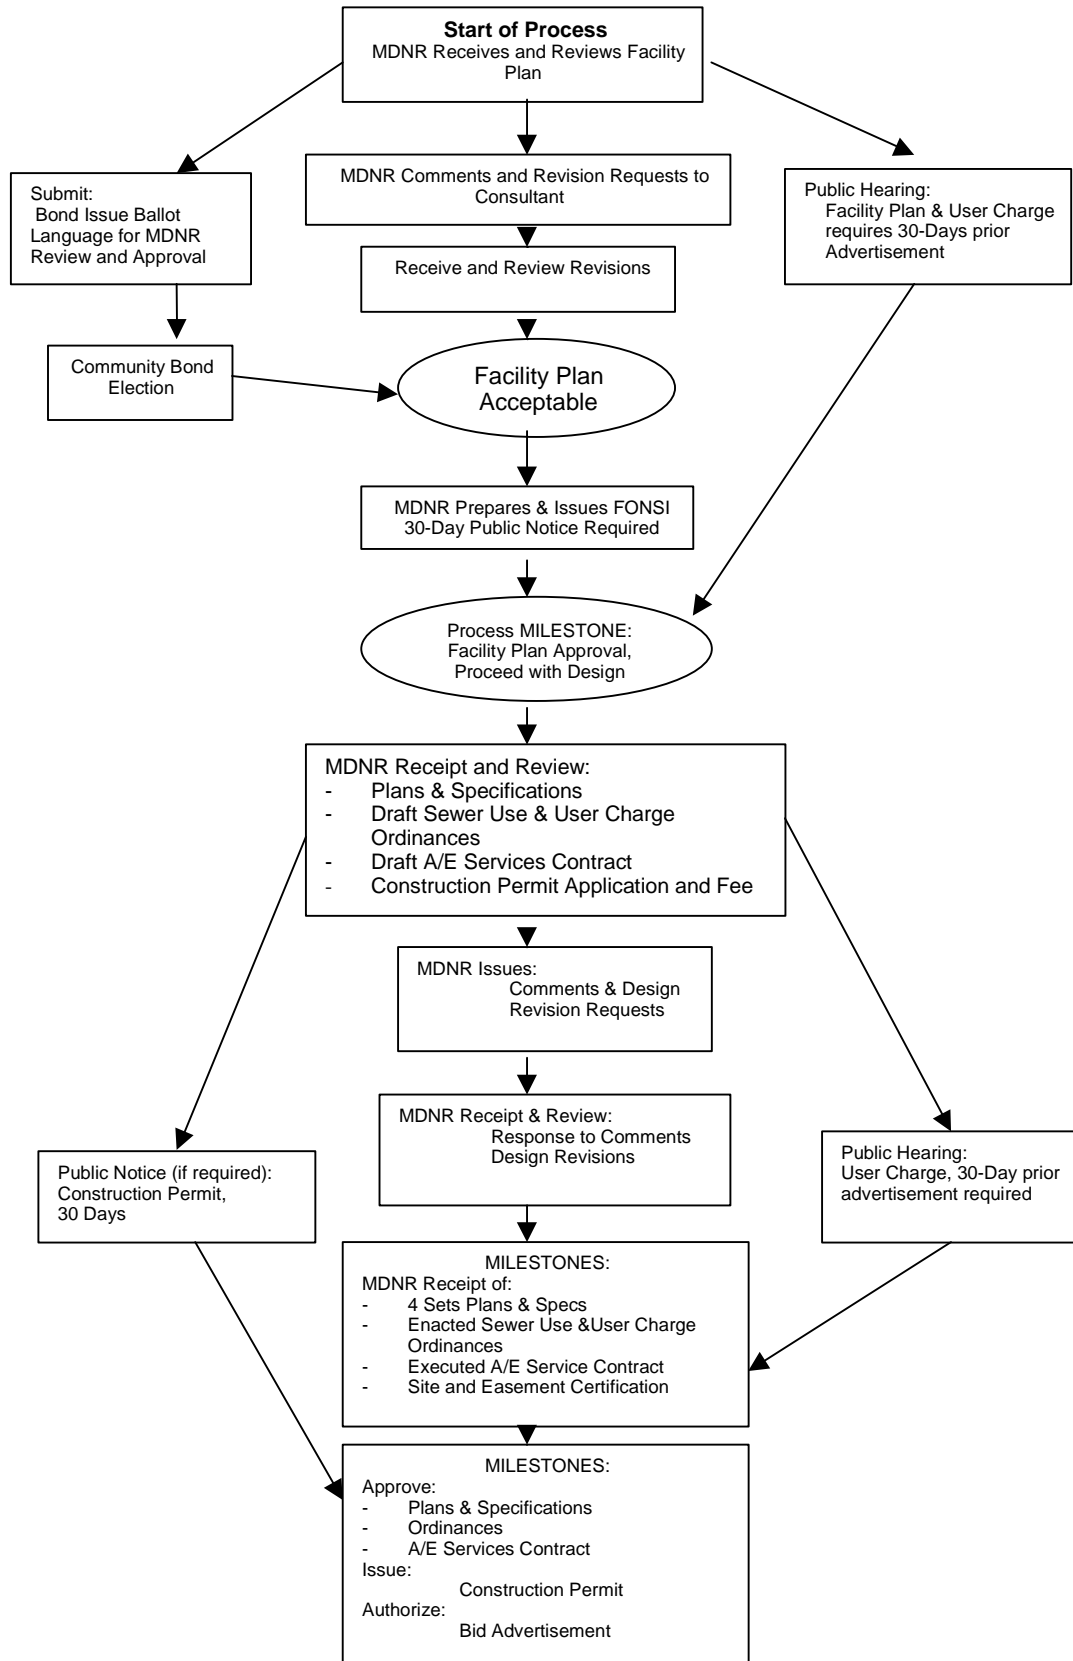 Start of Process
MDNR Receives and Reviews Facility
Plan
MDNR Comments and Revision Requests to
Consultant
Submit:
Bond Issue Ballot
Language for MDNR
Review and Approval
Public Hearing:
Facility Plan & User Charge
requires 30-Days prior
Advertisement
Receive and Review Revisions
Community Bond
Election
Facility Plan
Acceptable
MDNR Prepares & Issues FONSI
30-Day Public Notice Required
Process MILESTONE:
Facility Plan Approval,
Proceed with Design
MDNR Receipt and Review:
- Plans & Specifications
- Draft Sewer Use & User Charge
Ordinances
- Draft A/E Services Contract
- Construction Permit Application and Fee
MDNR Issues:
Comments & Design
Revision Requests
MDNR Receipt & Review:
Response to Comments
Design Revisions
Public Notice (if required):
Construction Permit,
30 Days
Public Hearing:
User Charge, 30-Day prior
advertisement required
MILESTONES:
MDNR Receipt of:
- 4 Sets Plans & Specs
- Enacted Sewer Use &User Charge
Ordinances
- Executed A/E Service Contract
- Site and Easement Certification
MILESTONES:
Approve:
- Plans & Specifications
- Ordinances
- A/E Services Contract
Issue:
Construction Permit
Authorize:
Bid Advertisement